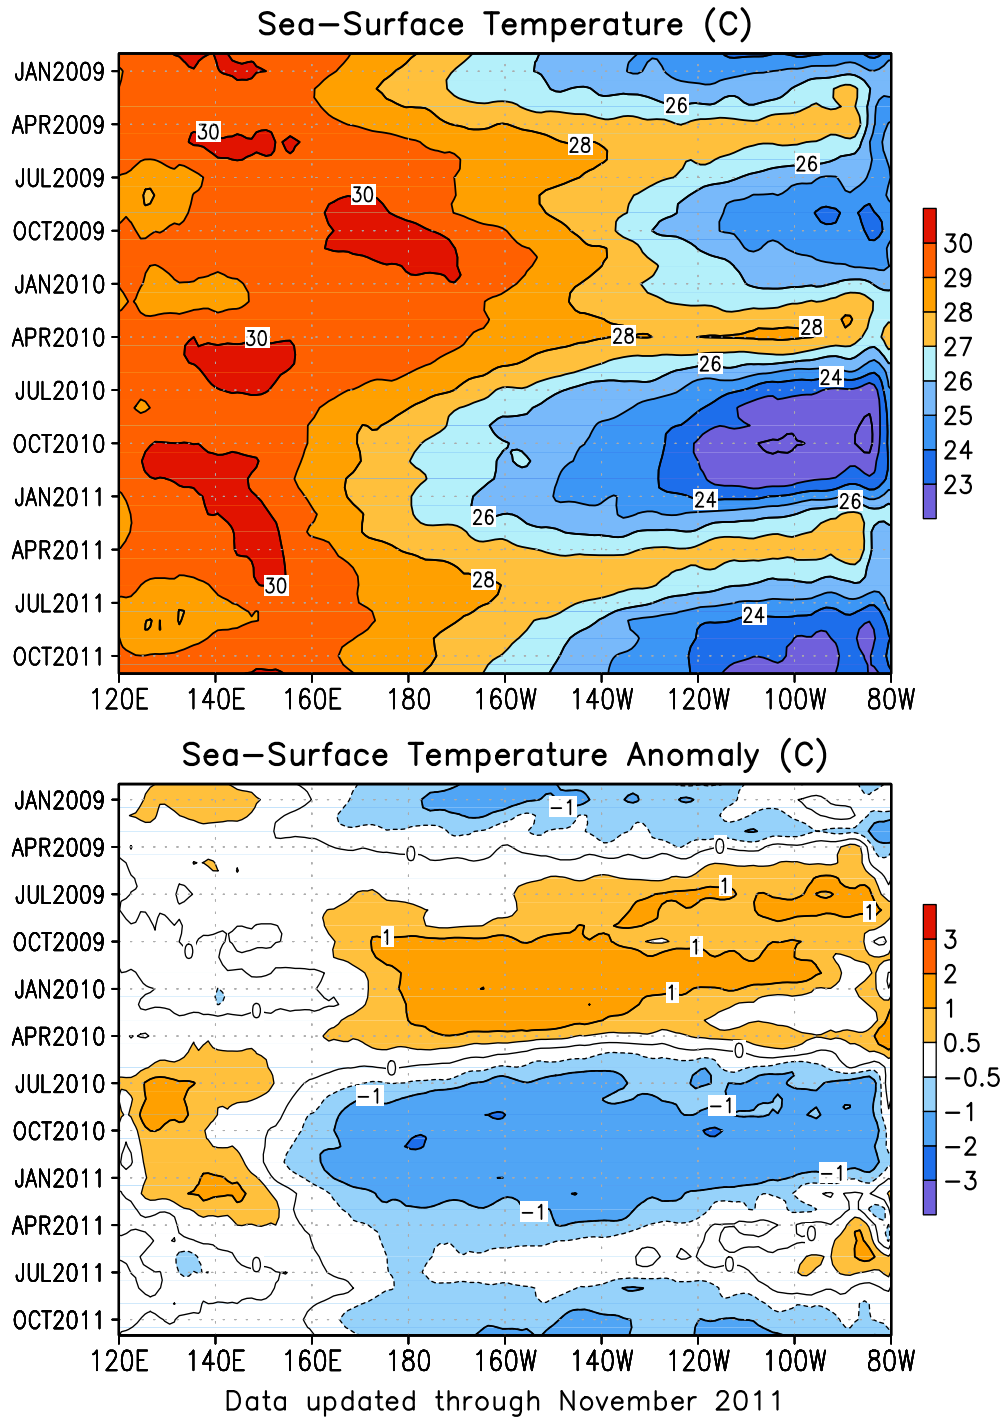 Sea-Surface Temperature (C)
JAN2009
APR2009
JUL2009
OCT2009
JAN2010
APR2010
JUL2010
OCT2010
JAN2011
APR2011
JUL2011
OCT2011
26
30
28
26
30
30
28
28
26
24
24
26
26
28
30
24
30
29
28
27
26
25
24
23
120E 140E 160E 180 160W 140W 120W 100W 80W
Sea-Surface Temperature Anomaly (C)
JAN2009
APR2009
JUL2009
OCT2009
JAN2010
APR2010
JUL2010
OCT2010
JAN2011
APR2011
JUL2011
OCT2011
-1
0
0
1
1
1
0
1
1
0
0
0
-1
-1
-1
-1
0
0
0
3
2
1
0.5
-0.5
-1
-2
-3
120E 140E 160E 180 160W 140W 120W 100W 80W
Data updated through November 2011